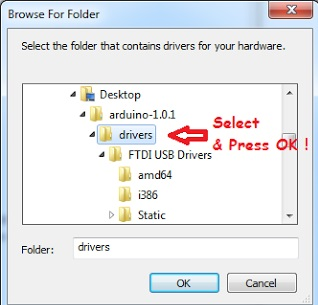 Browse For Folder
Select the folder that contains drivers for your hardware.
Desktop
arduino-1.0.1
drivers
Select
& Press OK !
FTDI USB Drivers
amd64
i386
Static
Folder: drivers
OK Cancel